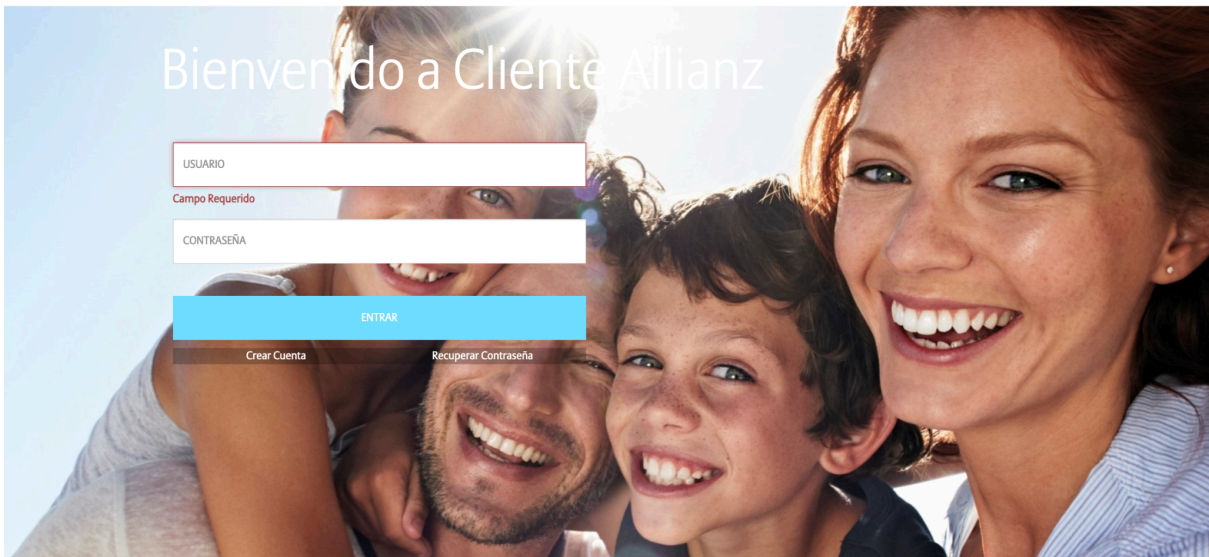 Bienvenido a Cliente Allianz
USUARIO
Campo Requerido
CONTRASEÑA
ENTRAR
Crear Cuenta Recuperar Contraseña